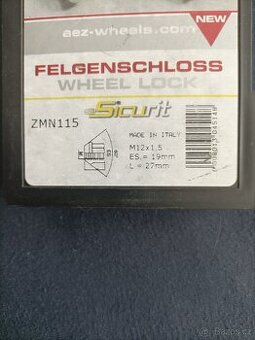 aez-wheels.com
NEW
FELGENSCHLOSS
WHEEL LOCK
Sicurit
ZMN115
MADE IN ITALY
M12x1.5
ES = 19mm
L = 27mm